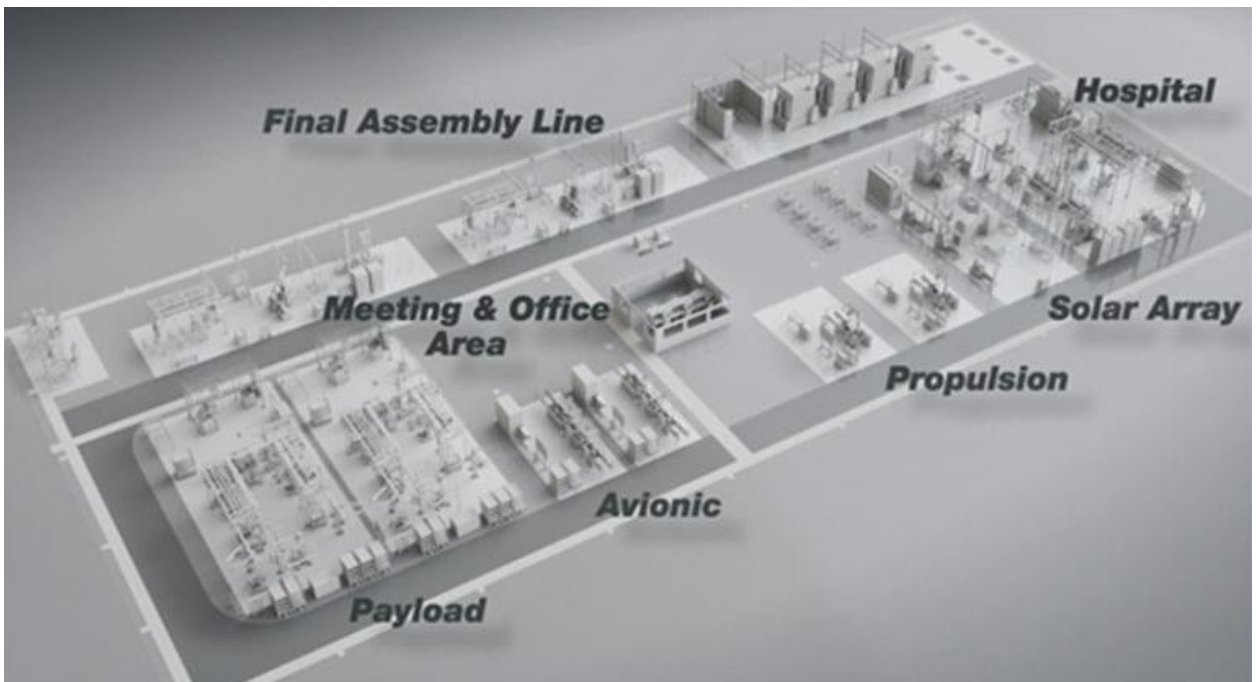 Hospital
Final Assembly Line
Meeting & Office
Area
Solar Array
Propulsion
Avionic
Payload